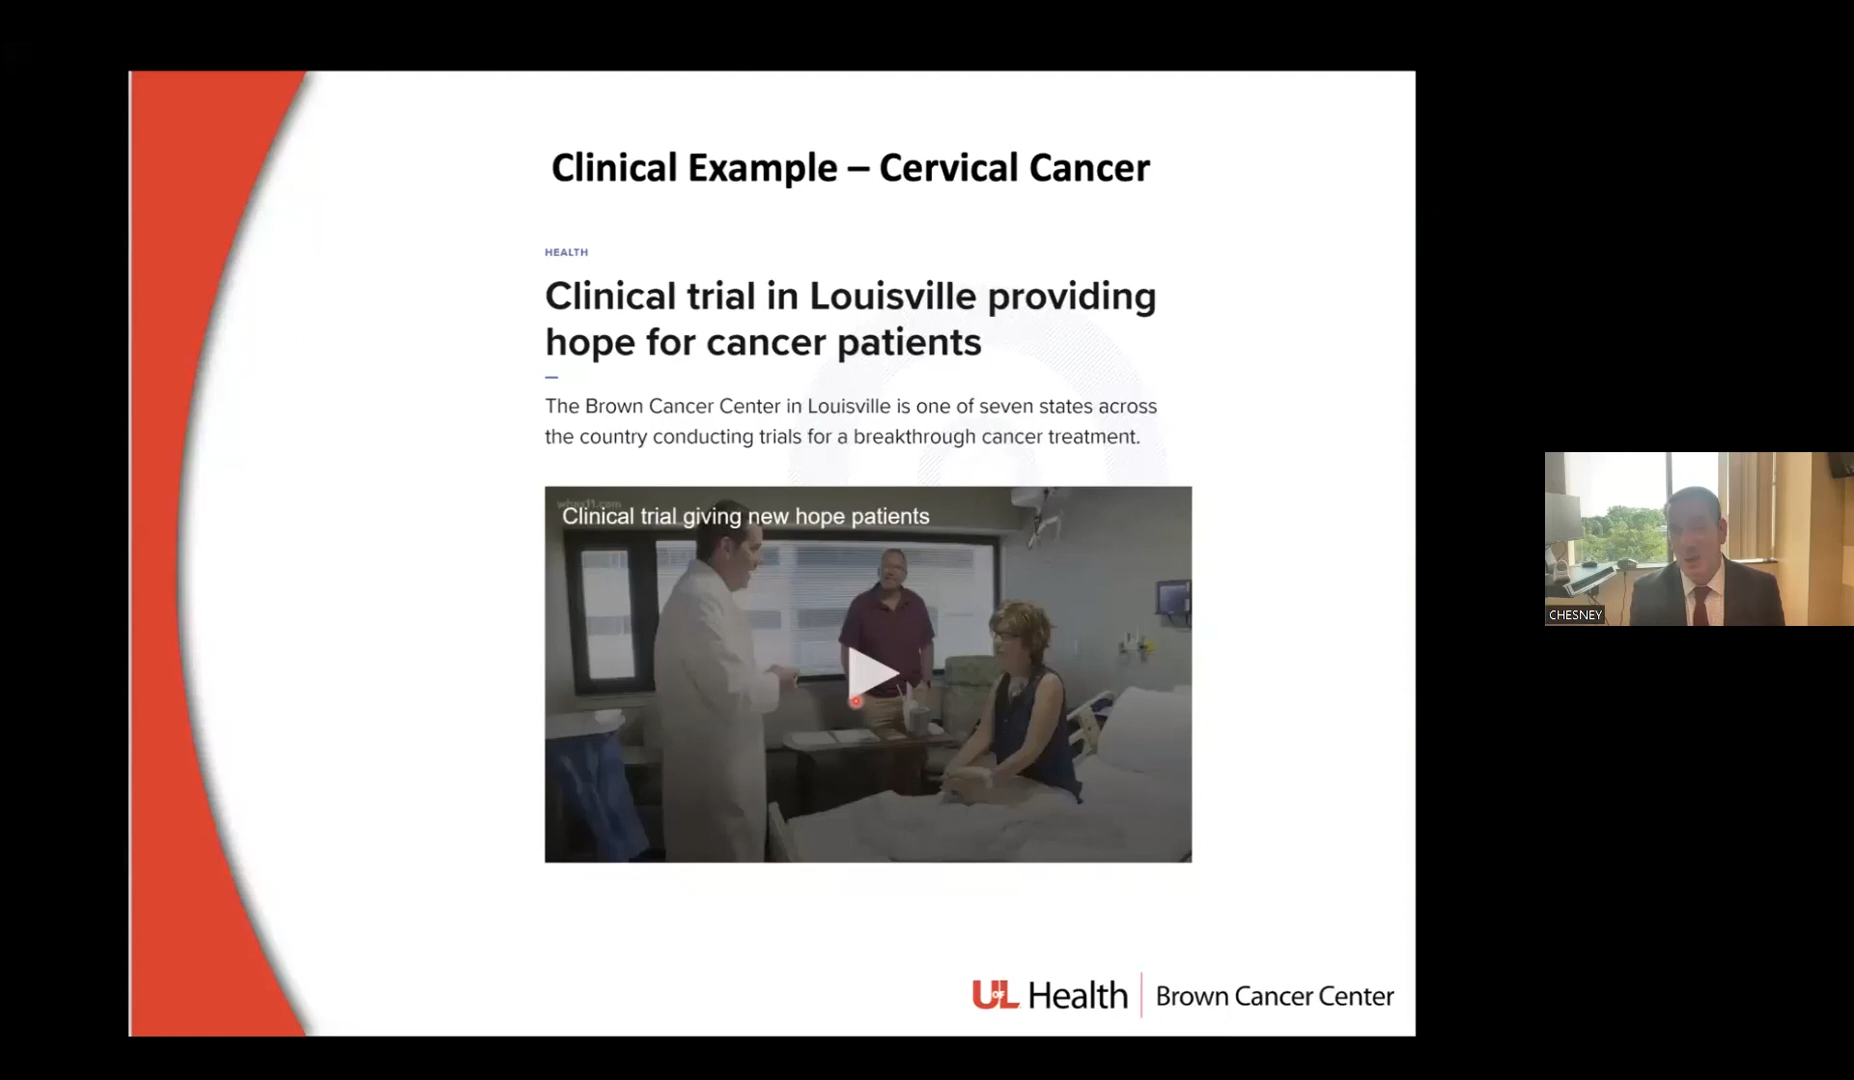 Clinical Example – Cervical Cancer
HEALTH
Clinical trial in Louisville providing
hope for cancer patients
The Brown Cancer Center in Louisville is one of seven states across
the country conducting trials for a breakthrough cancer treatment.
Clinical trial giving new hope patients
CHESNEY
UOFL Health Brown Cancer Center